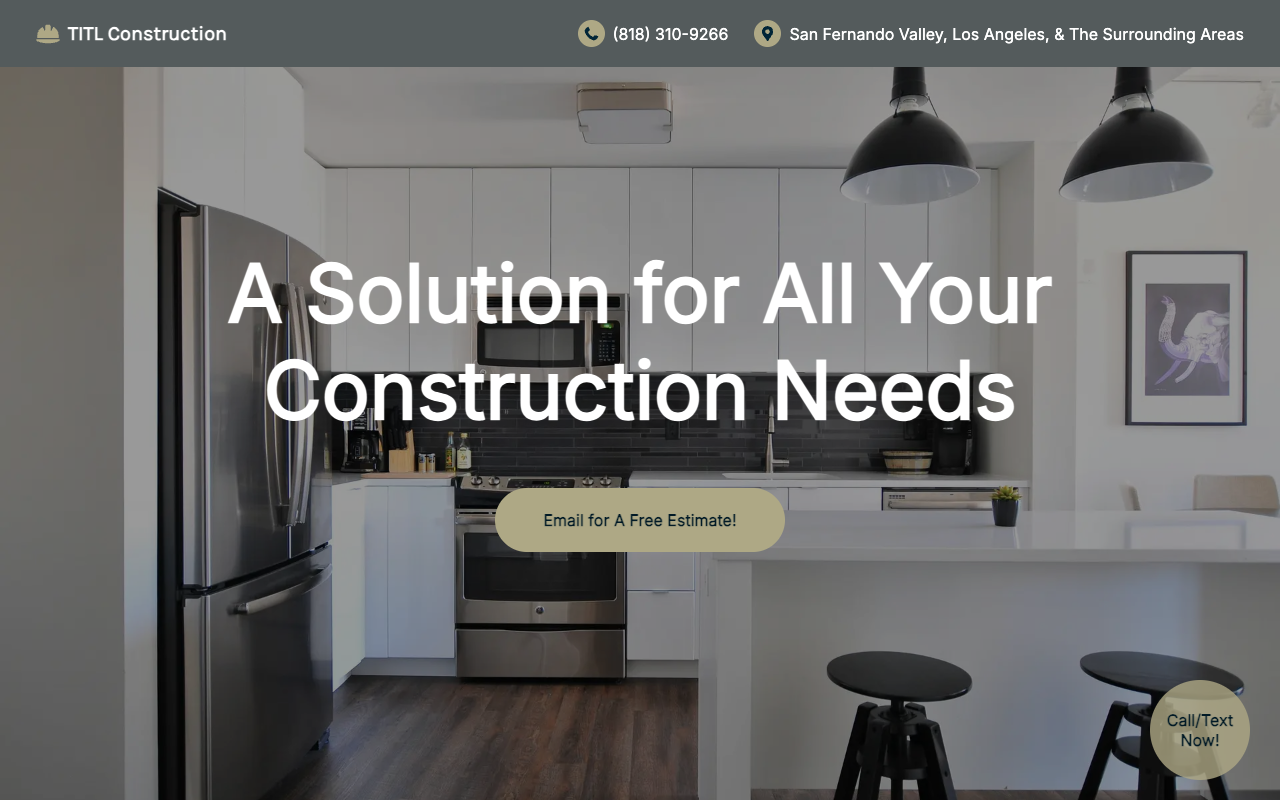 TITL Construction
(818) 310-9266
San Fernando Valley, Los Angeles, & The Surrounding Areas
A Solution for All Your
Construction Needs
Email for A Free Estimate!
Call/Text
Now!